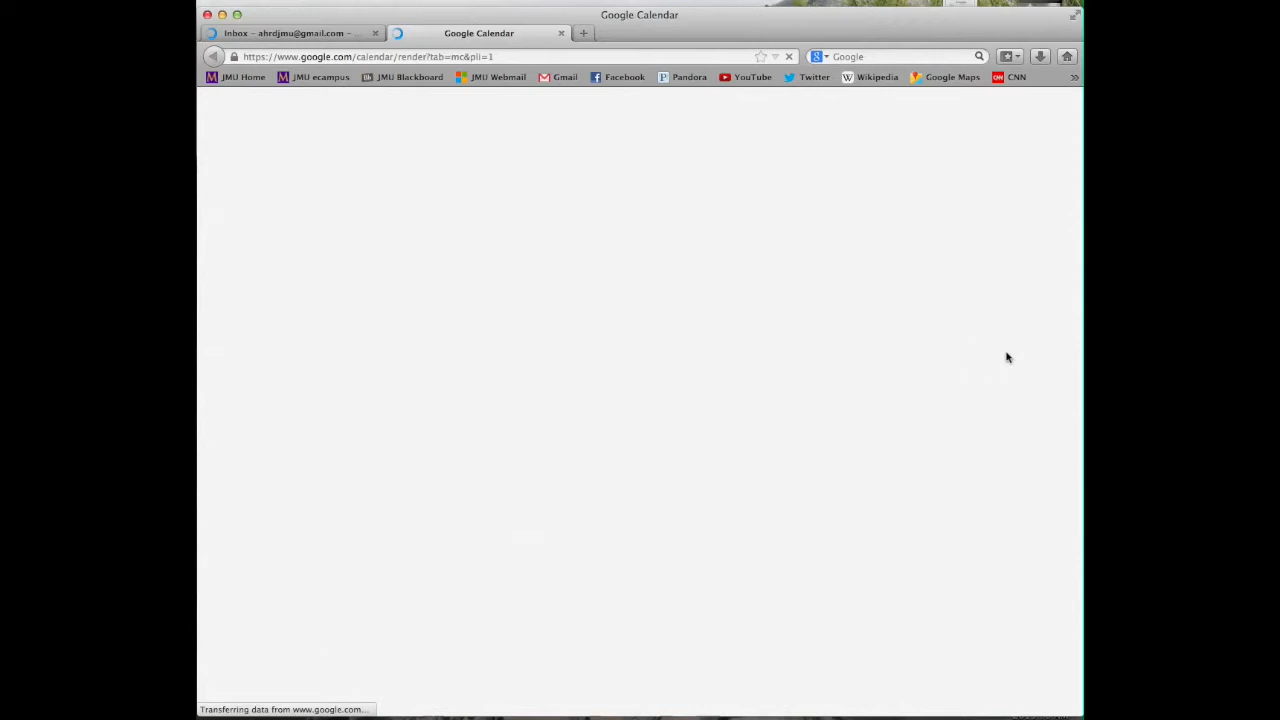 Google Calendar
Inbox – ahrdjmu@gmail.com – ...
Google Calendar
https://www.google.com/calendar/render?tab=mc&pli=1
Google
JMU Home
JMU ecampus
JMU Blackboard
JMU Webmail
Gmail
Facebook
Pandora
YouTube
Twitter
Wikipedia
Google Maps
CNN
Transferring data from www.google.com...